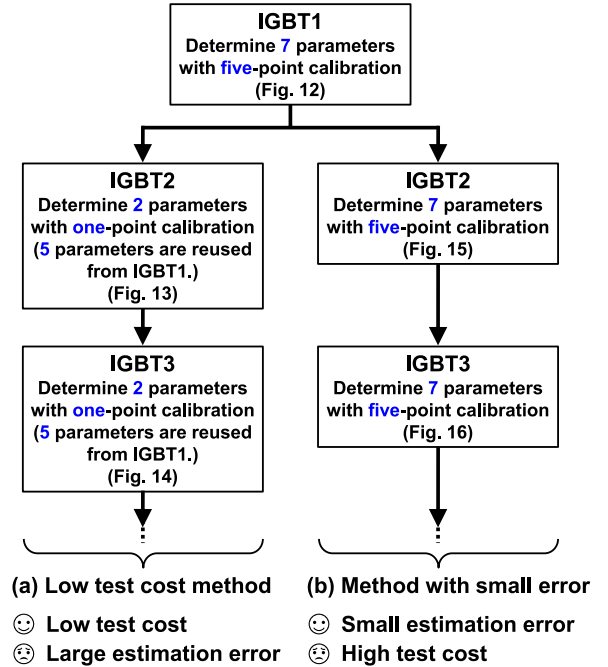 IGBT1
Determine 7 parameters
with five-point calibration
(Fig. 12)
IGBT2
Determine 2 parameters
with one-point calibration
(5 parameters are reused
from IGBT1.)
(Fig. 13)
IGBT3
Determine 2 parameters
with one-point calibration
(5 parameters are reused
from IGBT1.)
(Fig. 14)
(a) Low test cost method
Low test cost
Large estimation error
IGBT2
Determine 7 parameters
with five-point calibration
(Fig. 15)
IGBT3
Determine 7 parameters
with five-point calibration
(Fig. 16)
(b) Method with small error
Small estimation error
High test cost